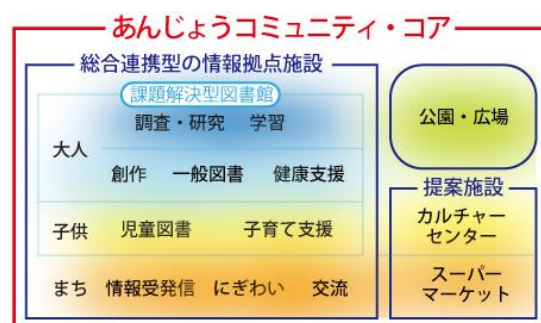 あんじょうコミュニティ・コア
総合連携型の情報拠点施設
課題解決型図書館
調査・研究 学習
大人
創作 一般図書 健康支援
子供 児童図書 子育て支援
まち 情報受発信 にぎわい 交流
公園・広場
提案施設
カルチャー
センター
スーパー
マーケット